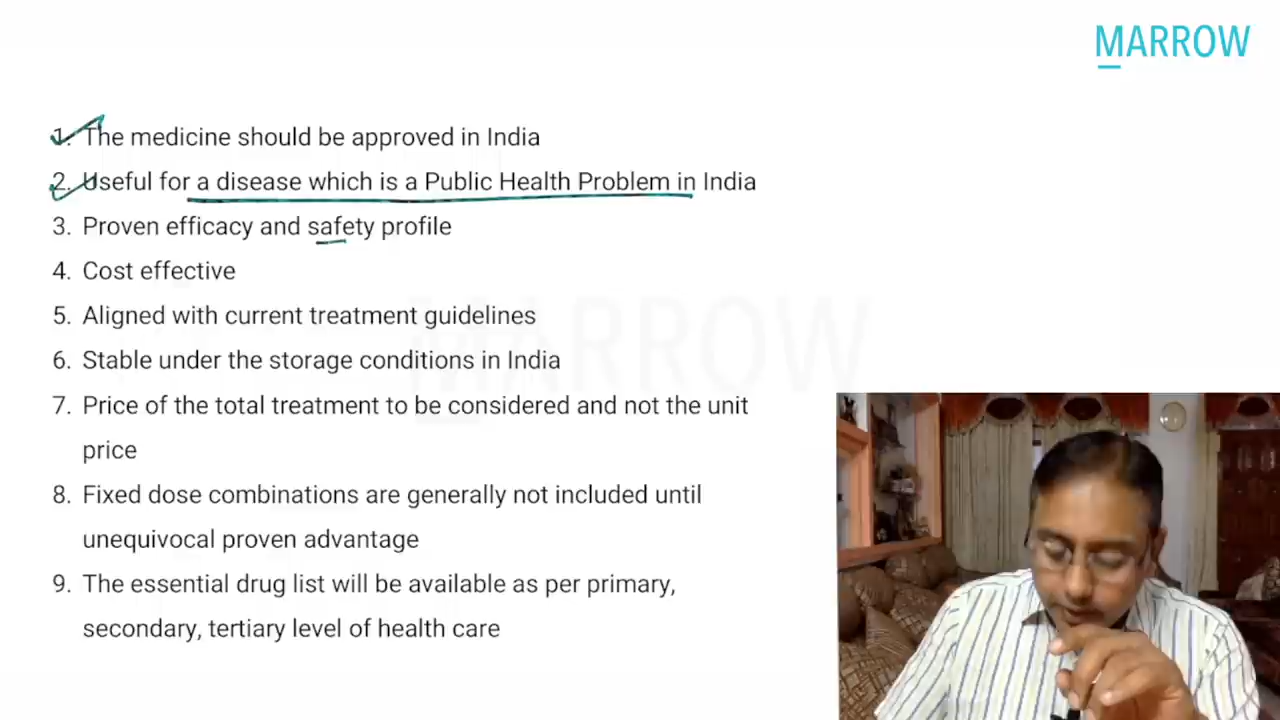 MARROW
1. The medicine should be approved in India
2. Useful for a disease which is a Public Health Problem in India
3. Proven efficacy and safety profile
4. Cost effective
5. Aligned with current treatment guidelines
6. Stable under the storage conditions in India
MARROW
7. Price of the total treatment to be considered and not the unit
price
8. Fixed dose combinations are generally not included until
unequivocal proven advantage
9. The essential drug list will be available as per primary,
secondary, tertiary level of health care